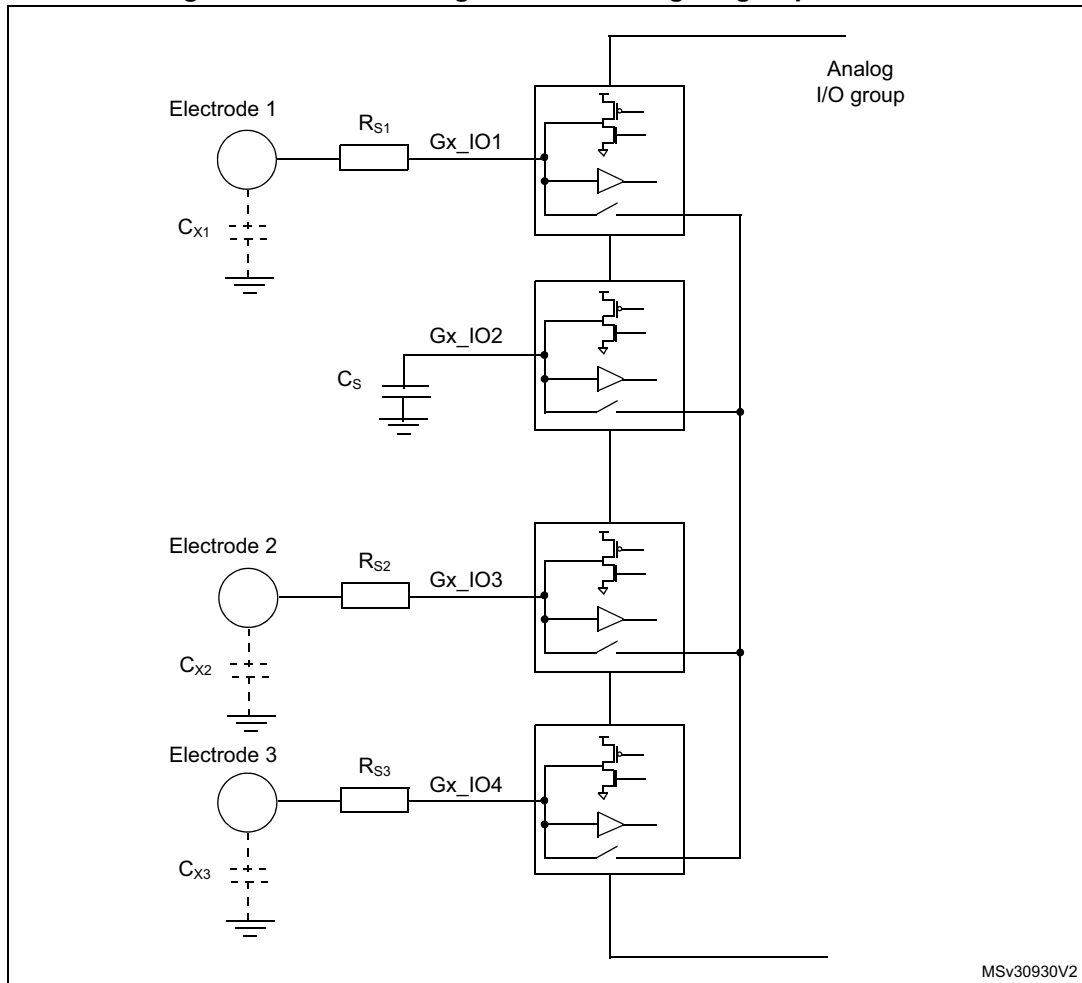 Analog
I/O group
Electrode 1
RS1
Gx_IO1
CX1
Gx_IO2
CS
Electrode 2
RS2
Gx_IO3
CX2
Electrode 3
RS3
Gx_IO4
CX3
MSv30930V2